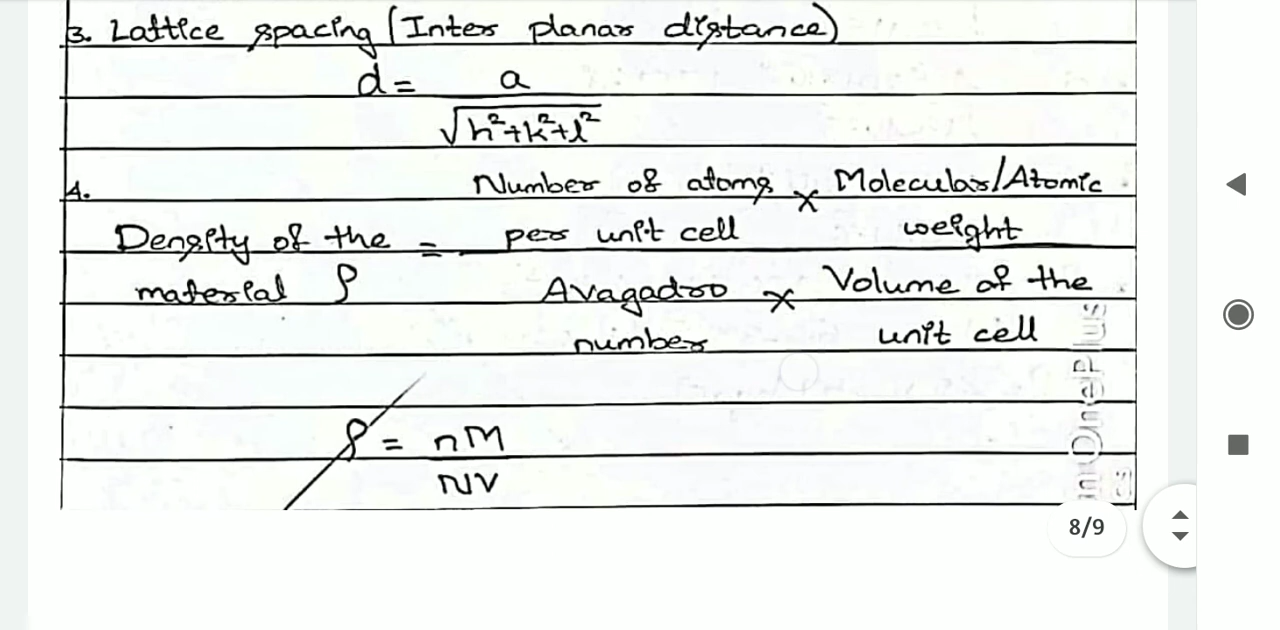 3. Lattice spacing (Inter planar distance)
d = a
√h²+k²+l²
4.
Number of atoms × Molecular/Atomic
Density of the = per unit cell weight
material ρ Avagadro × Volume of the
number unit cell
ρ = nM
NV
OnePlus
8/9